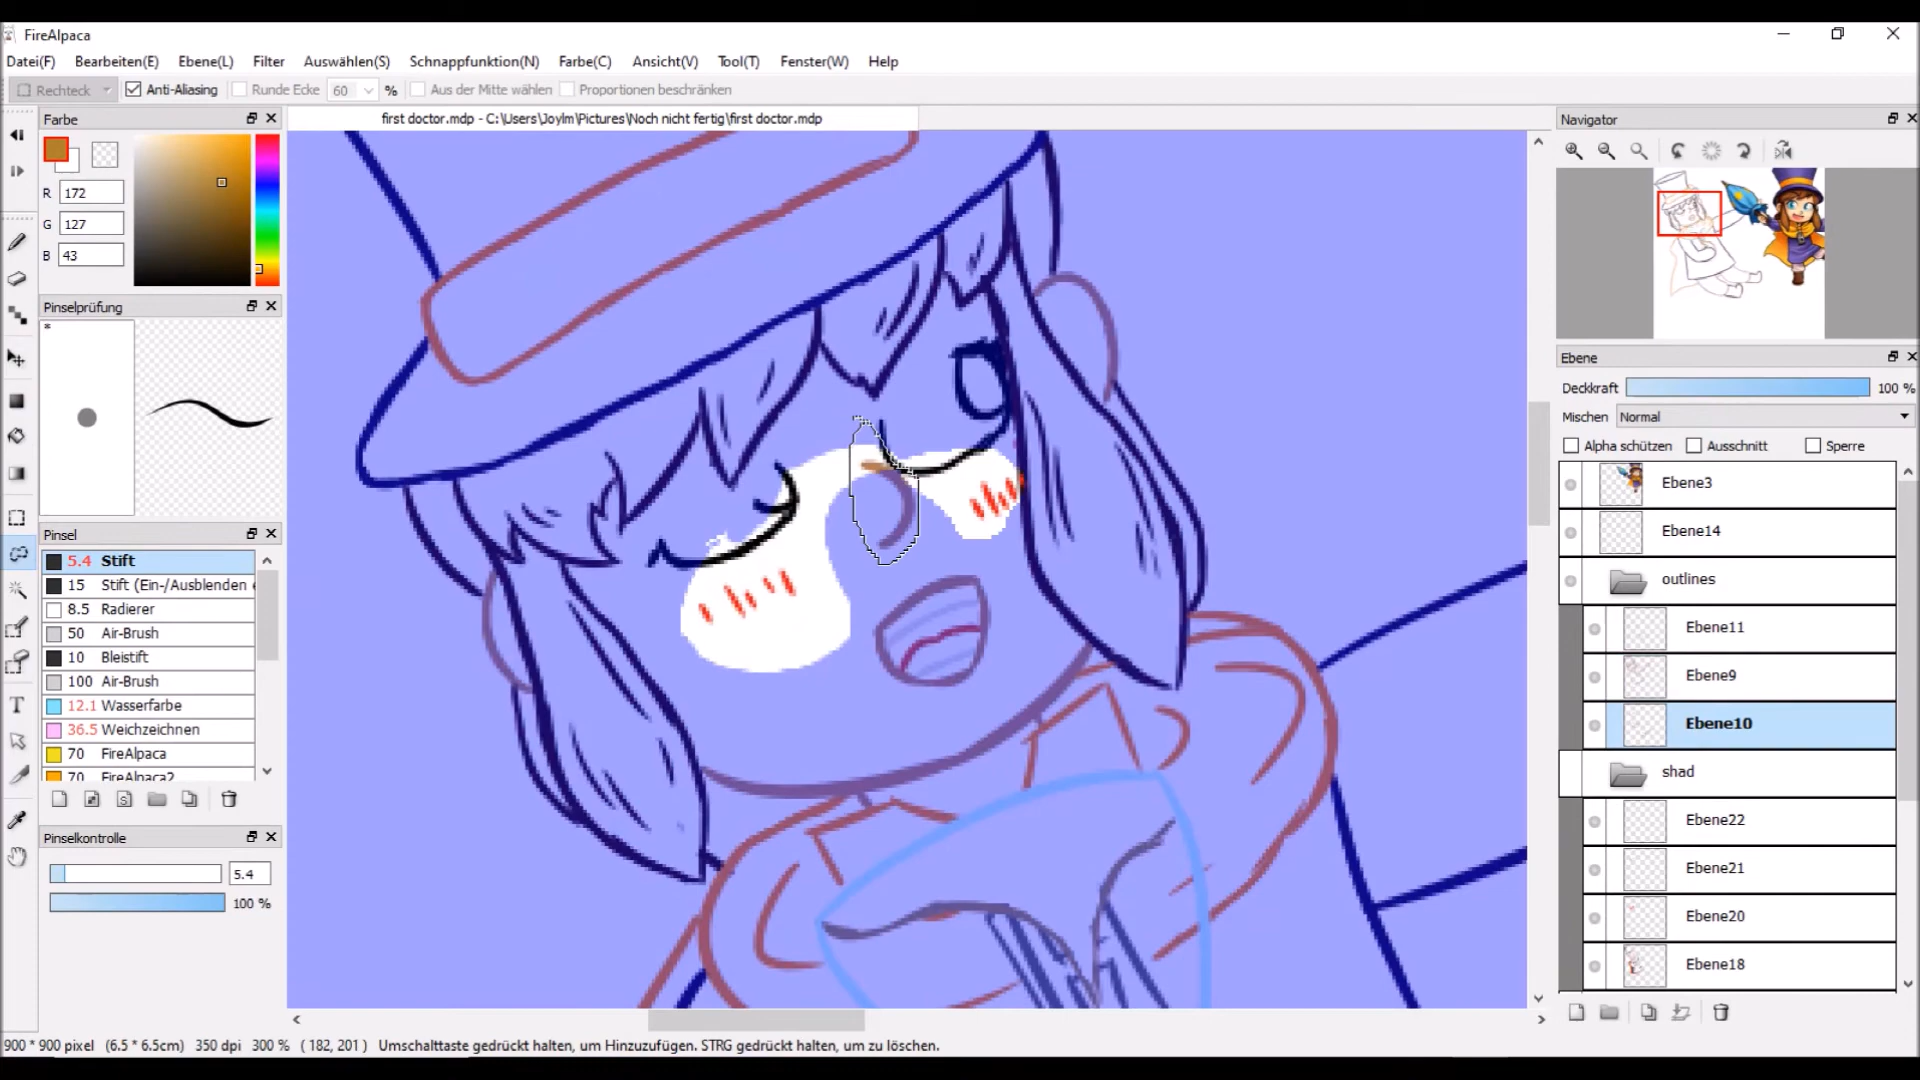 FireAlpaca
Datei(F) Bearbeiten(E) Ebene(L) Filter Auswählen(S) Schnappfunktion(N) Farbe(C) Ansicht(V) Tool(T) Fenster(W) Help
Rechteck Anti-Aliasing Runde Ecke 60 % Aus der Mitte wählen Proportionen beschränken
Farbe
first doctor.mdp - C:\Users\Joylm\Pictures\Noch nicht fertig\first doctor.mdp
Navigator
R 172
G 127
B 43
Pinselprüfung
*
Pinsel
5.4 Stift
15 Stift (Ein-/Ausblenden
8.5 Radierer
50 Air-Brush
10 Bleistift
100 Air-Brush
12.1 Wasserfarbe
36.5 Weichzeichnen
70 FireAlpaca
70 FireAlpaca2
Pinselkontrolle
5.4
100 %
Ebene
Deckkraft 100 %
Mischen Normal
Alpha schützen Ausschnitt Sperre
Ebene3
Ebene14
outlines
Ebene11
Ebene9
Ebene10
shad
Ebene22
Ebene21
Ebene20
Ebene18
900 * 900 pixel (6.5 * 6.5cm) 350 dpi 300 % ( 182, 201 ) Umschalttaste gedrückt halten, um Hinzuzufügen. STRG gedrückt halten, um zu löschen.